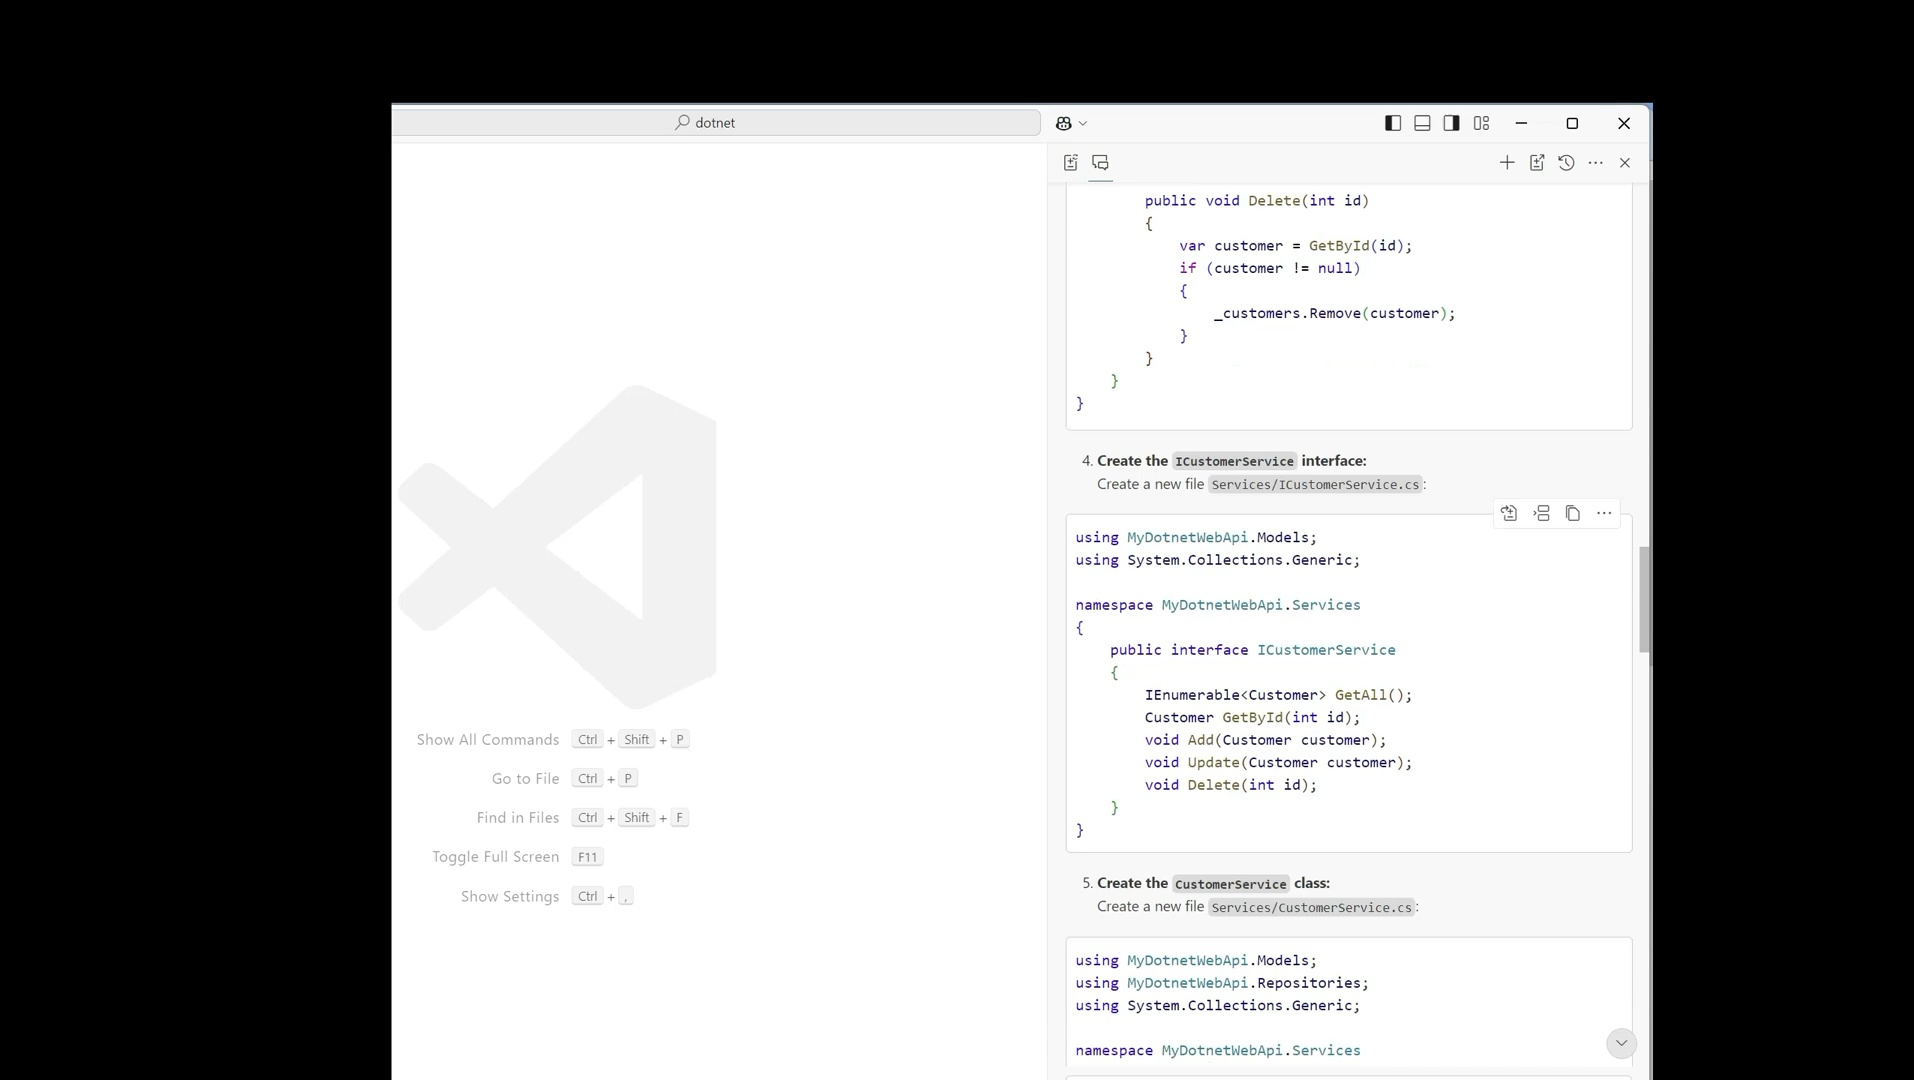 dotnet
Show All Commands Ctrl + Shift + P
Go to File Ctrl + P
Find in Files Ctrl + Shift + F
Toggle Full Screen F11
Show Settings Ctrl + ,
public void Delete(int id)
{
var customer = GetById(id);
if (customer != null)
{
_customers.Remove(customer);
}
}
}
}
4. Create the ICustomerService interface:
Create a new file Services/ICustomerService.cs:
using MyDotnetWebApi.Models;
using System.Collections.Generic;
namespace MyDotnetWebApi.Services
{
public interface ICustomerService
{
IEnumerable<Customer> GetAll();
Customer GetById(int id);
void Add(Customer customer);
void Update(Customer customer);
void Delete(int id);
}
}
5. Create the CustomerService class:
Create a new file Services/CustomerService.cs:
using MyDotnetWebApi.Models;
using MyDotnetWebApi.Repositories;
using System.Collections.Generic;
namespace MyDotnetWebApi.Services